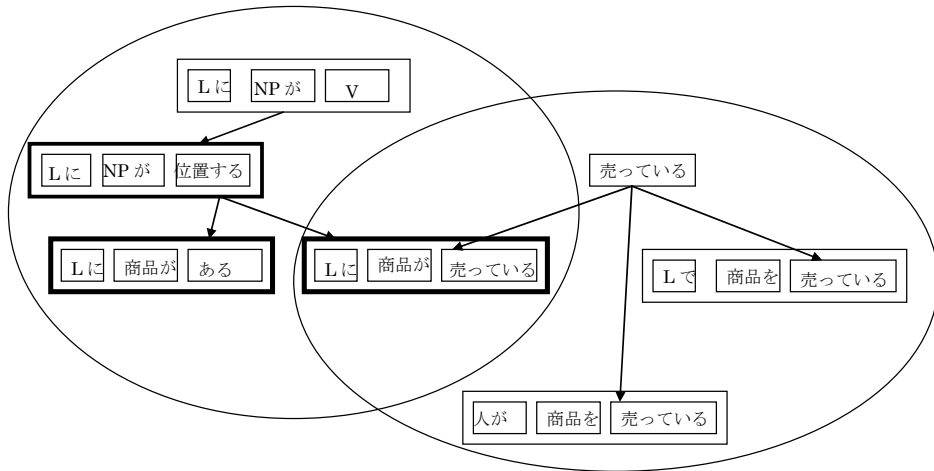 Lに NPが V
Lに NPが 位置する
売っている
Lに 商品が ある
Lに 商品が 売っている
Lで 商品を 売っている
人が 商品を 売っている